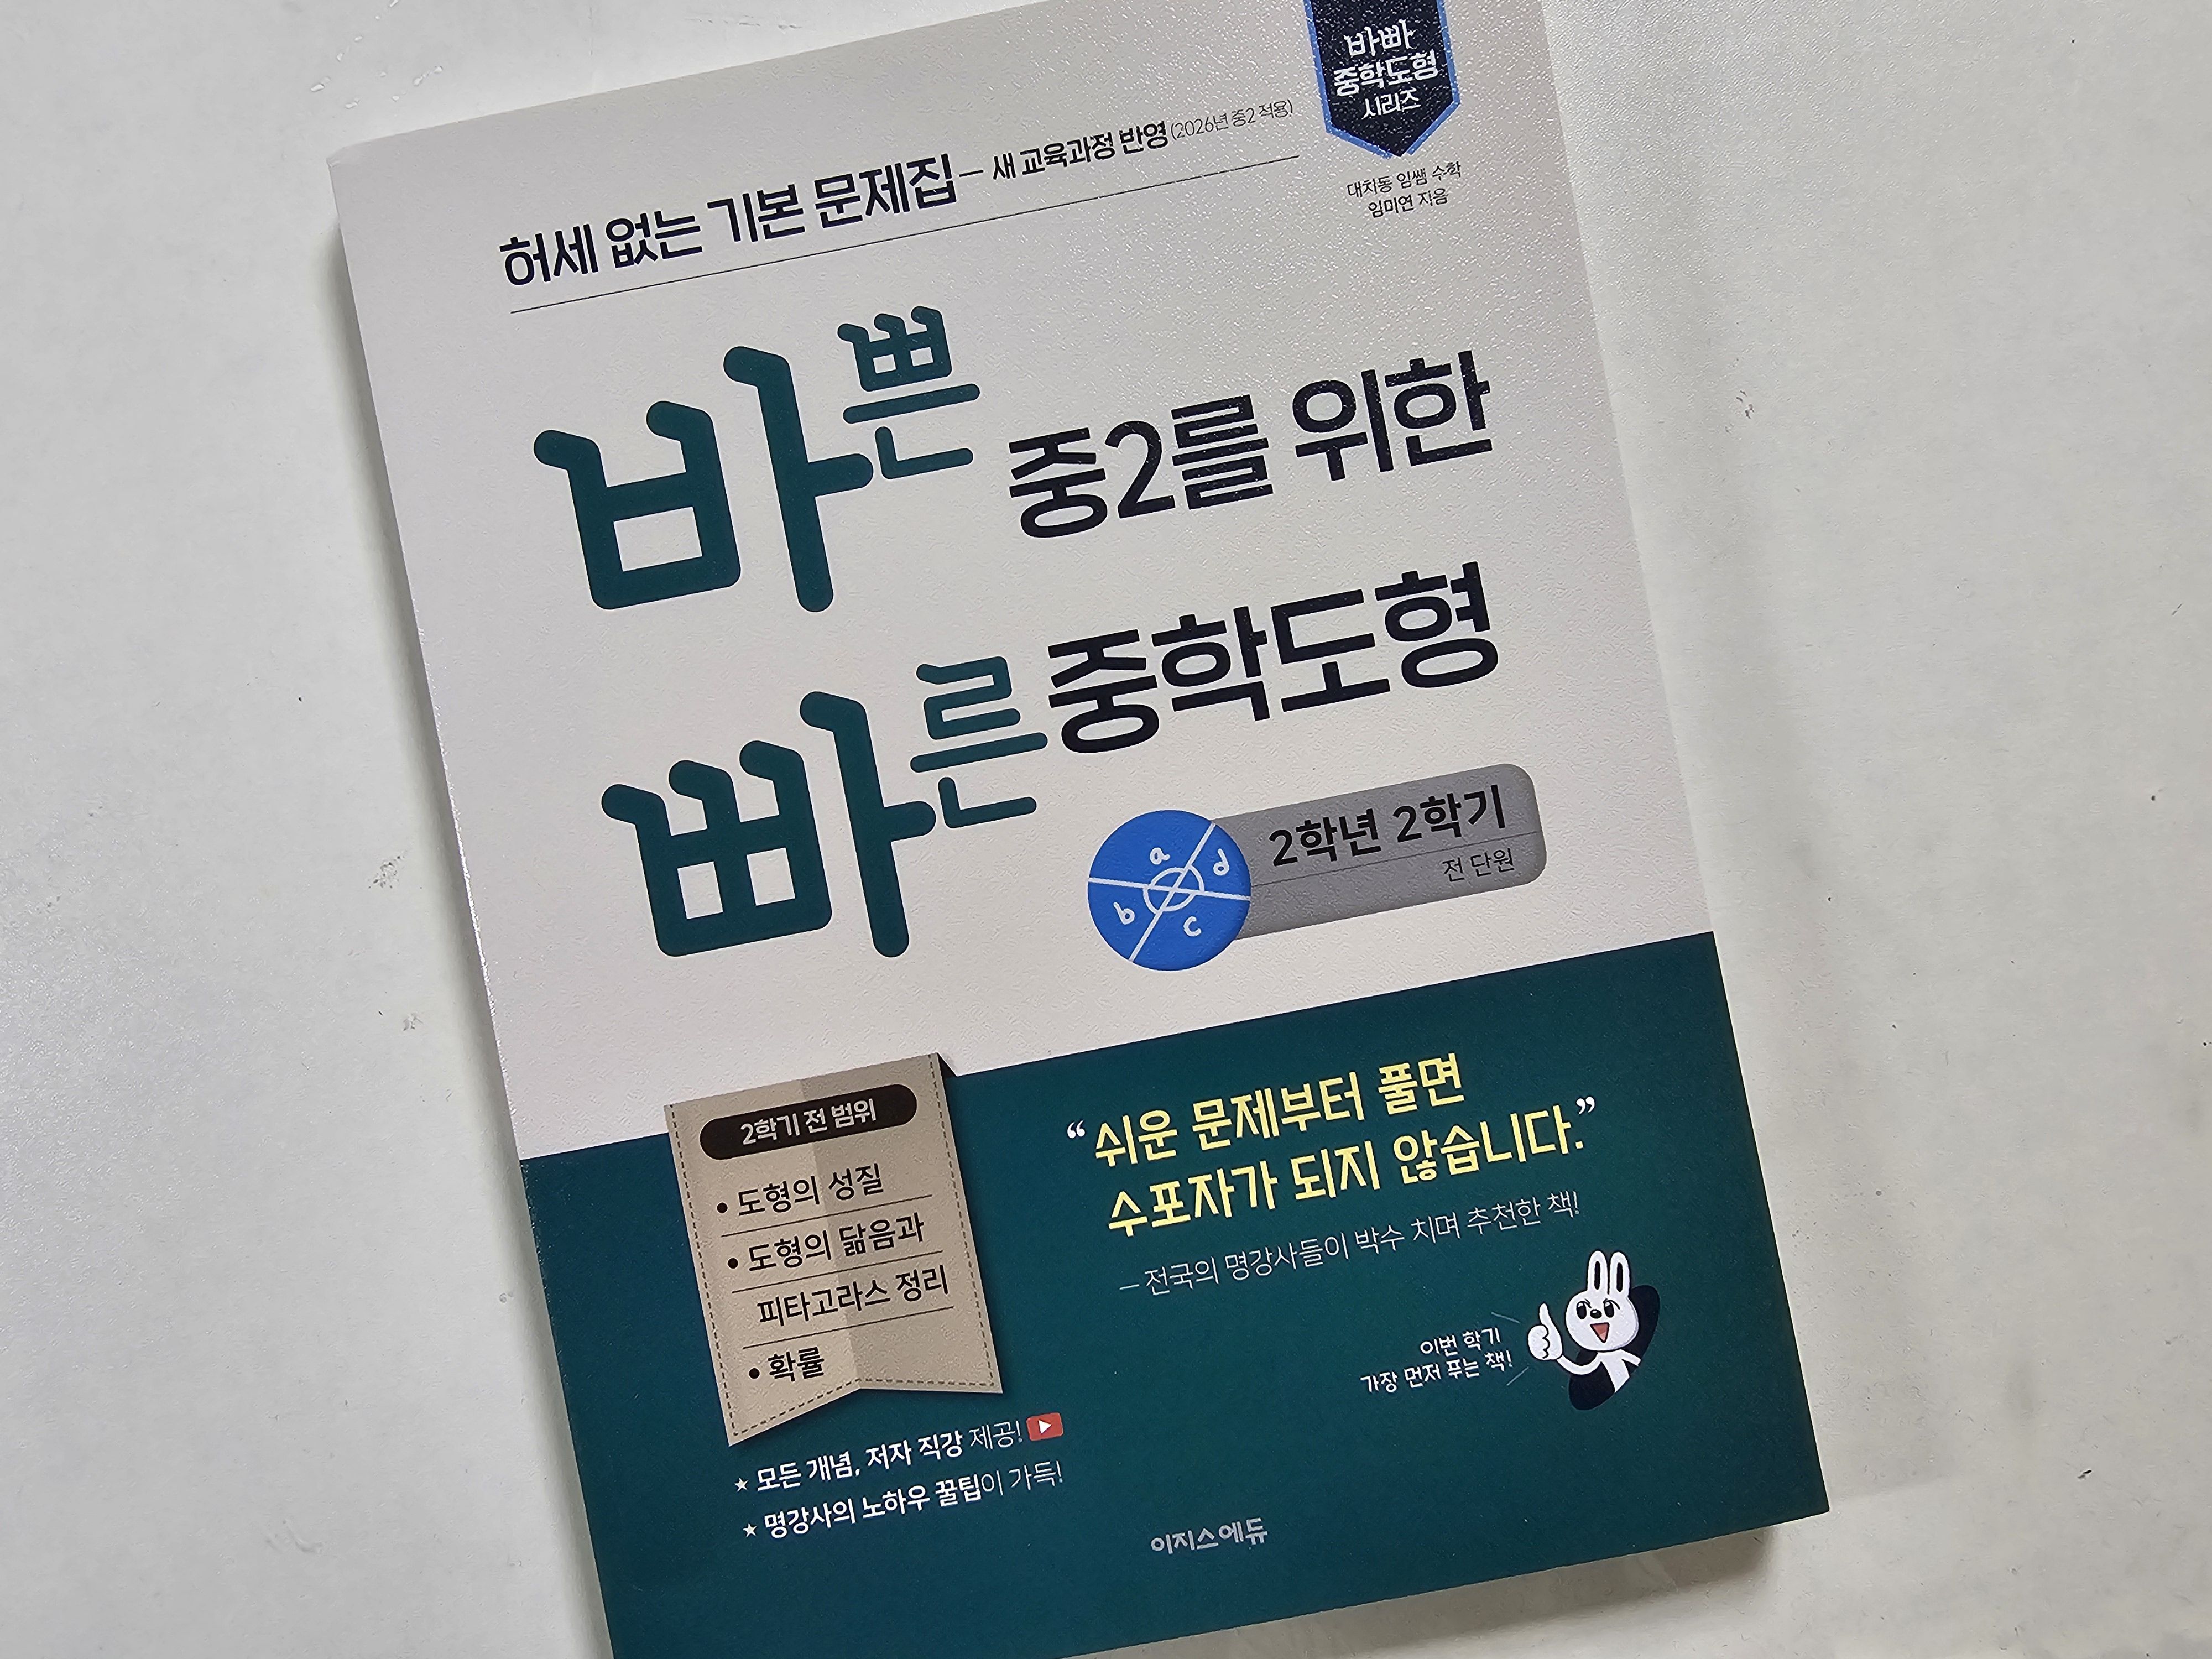 바빠
중학도형
시리즈
대치동 임쌤 수학
임미연 지음
허세 없는 기본 문제집 – 새 교육과정 반영 (2026년 중2 적용)
바쁜 중2를 위한
빠른 중학도형
2학년 2학기
전 단원
a
d
b
c
2학기 전 범위
• 도형의 성질
• 도형의 닮음과
피타고라스 정리
• 확률
★ 모든 개념, 저자 직강 제공!
★ 명강사의 노하우 꿀팁이 가득!
“쉬운 문제부터 풀면
수포자가 되지 않습니다.”
– 전국의 명강사들이 박수 치며 추천한 책!
이번 학기
가장 먼저 푸는 책!
이지스에듀